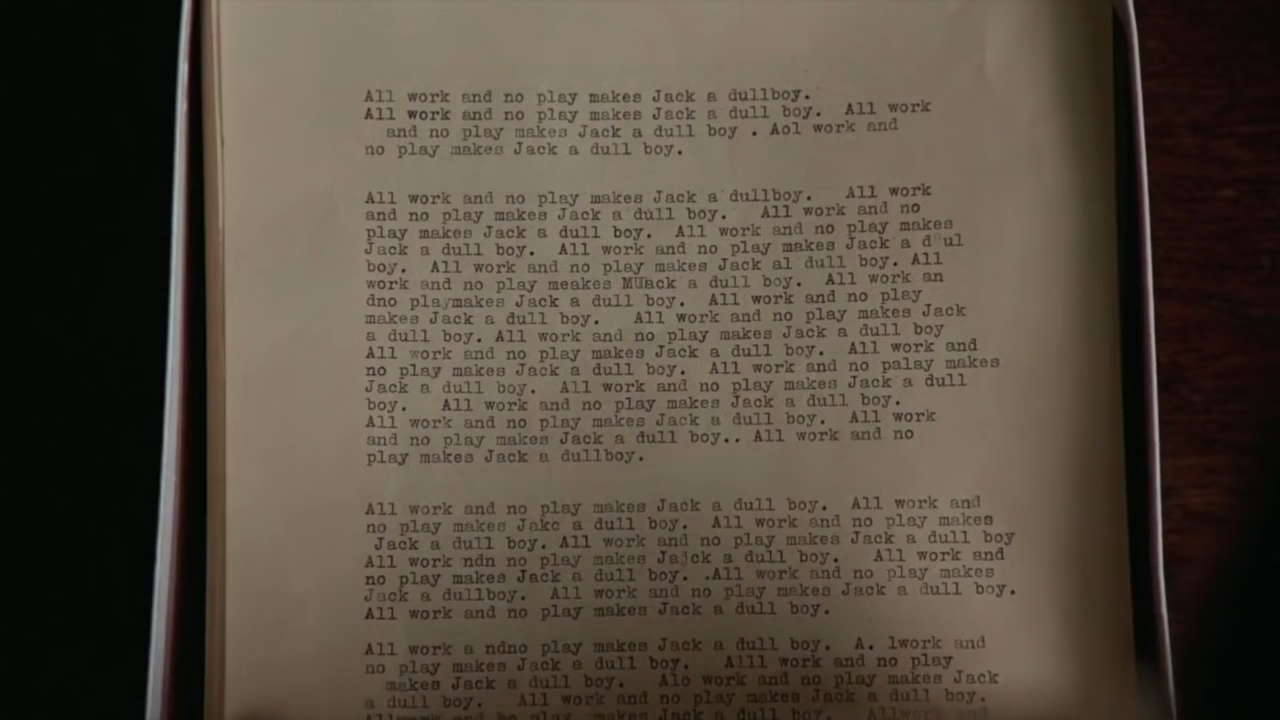 All work and no play makes Jack a dullboy.
All work and no play makes Jack a dull boy. All work
and no play makes Jack a dull boy . Aol work and
no play makes Jack a dull boy.
All work and no play makes Jack a dullboy. All work
and no play makes Jack a dull boy. All work and no
play makes Jack a dull boy. All work and no play makes
Jack a dull boy. All work and no play makes Jack a d ul
boy. All work and no play makes Jack al dull boy. All
work and no play meakes MUack a dull boy. All work an
dno playmakes Jack a dull boy. All work and no play
makes Jack a dull boy. All work and no play makes Jack
a dull boy. All work and no play makes Jack a dull boy
All work and no play makes Jack a dull boy. All work and
no play makes Jack a dull boy. All work and no palay makes
Jack a dull boy. All work and no play makes Jack a dull
boy. All work and no play makes Jack a dull boy.
All work and no play makes Jack a dull boy. All work
and no play makes Jack a dull boy.. All work and no
play makes Jack a dullboy.
All work and no play makes Jack a dull boy. All work and
no play makes Jakc a dull boy. All work and no play makes
Jack a dull boy. All work and no play makes Jack a dull boy
All work ndn no play makes Jajck a dull boy. All work and
no play makes Jack a dull boy. .All work and no play makes
Jack a dullboy. All work and no play makes Jack a dull boy.
All work and no play makes Jack a dull boy.
All work a ndno play makes Jack a dull boy. A. lwork and
no play makes Jack a dull boy. Alll work and no play
makes Jack a dull boy. Alo work and no play makes Jack
a dull boy. All work and no play makes Jack a dull boy.
play makes Jack a dull boy.